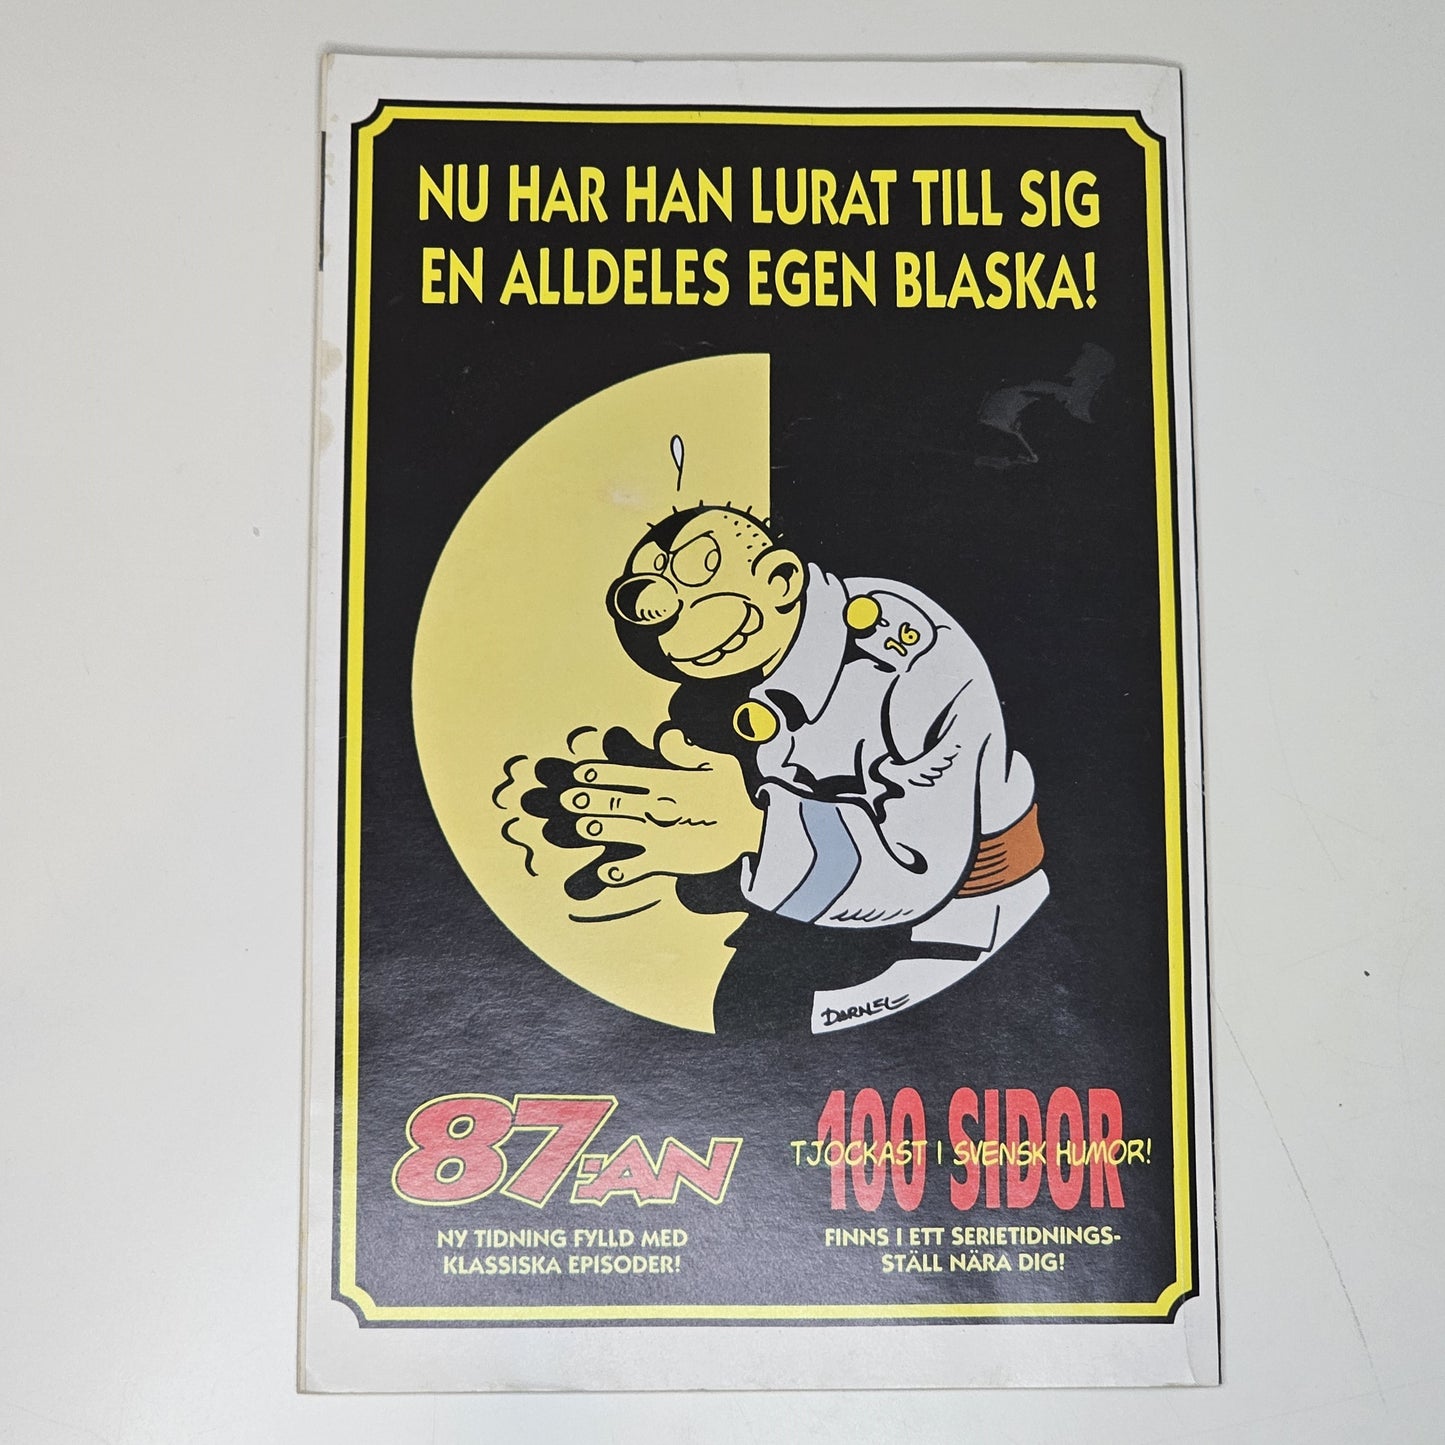 NU HAR HAN LURAT TILL SIG
EN ALLDELES EGEN BLASKA!
16
DARNEL
87:AN
NY TIDNING FYLLD MED
KLASSISKA EPISODER!
100 SIDOR
TJOCKAST I SVENSK HUMOR!
FINNS I ETT SERIETIDNINGS-
STÄLL NÄRA DIG!